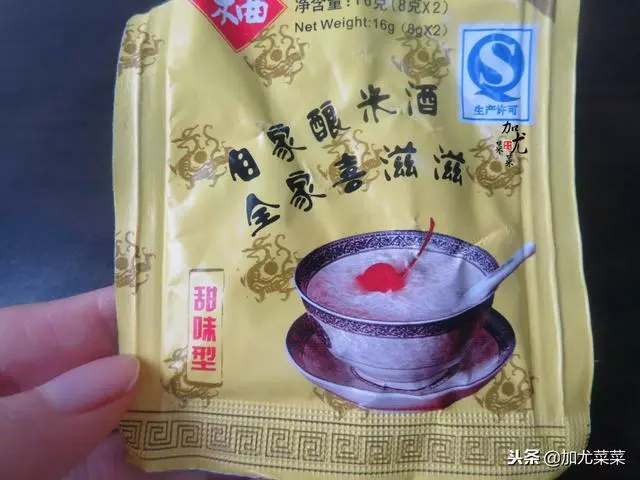 曲
净含量:16克(8克X2)
Net Weight:16g (8gX2)
生产许可
自家酿米酒
全家喜滋滋
加尤
菜菜
甜味型
头条 @加尤菜菜